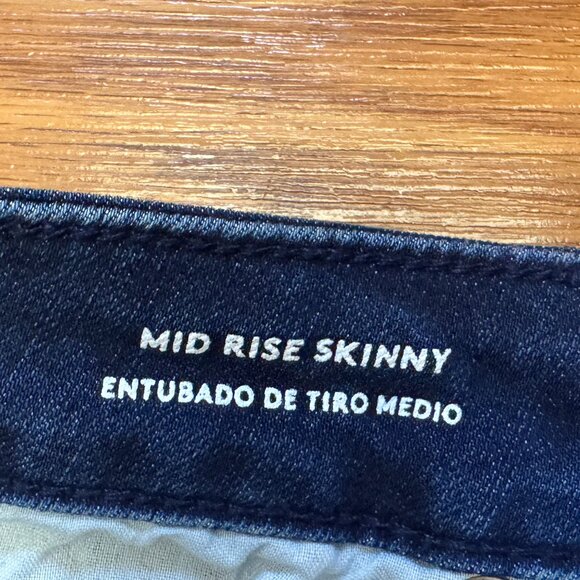 MID RISE SKINNY
ENTUBADO DE TIRO MEDIO